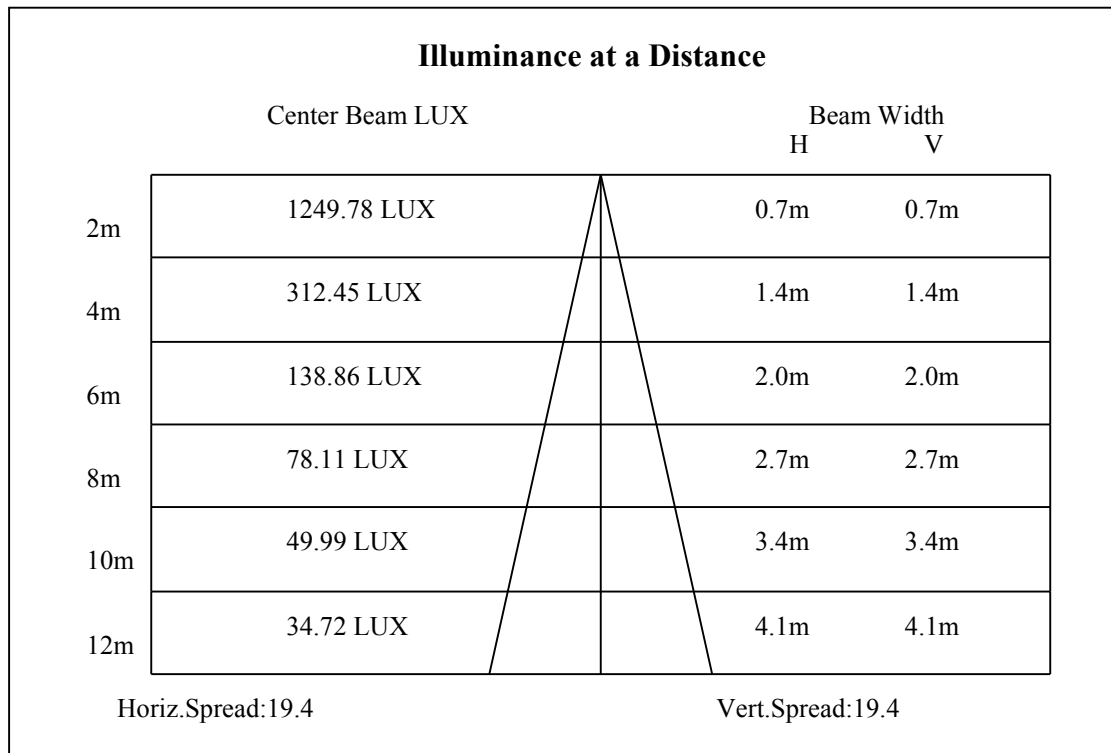 Illuminance at a Distance
Center Beam LUX Beam Width
H V
2m 1249.78 LUX 0.7m 0.7m
4m 312.45 LUX 1.4m 1.4m
6m 138.86 LUX 2.0m 2.0m
8m 78.11 LUX 2.7m 2.7m
10m 49.99 LUX 3.4m 3.4m
12m 34.72 LUX 4.1m 4.1m
Horiz.Spread:19.4 Vert.Spread:19.4